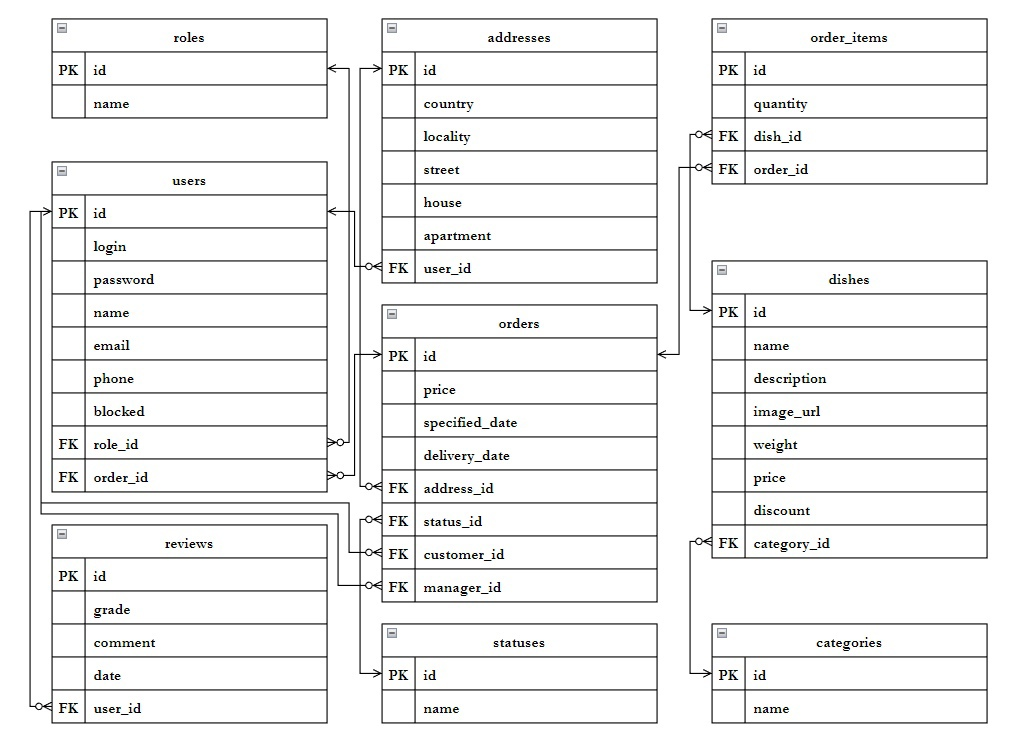 roles
PK id
name
users
PK id
login
password
name
email
phone
blocked
FK role_id
FK order_id
reviews
PK id
grade
comment
date
FK user_id
addresses
PK id
country
locality
street
house
apartment
FK user_id
orders
PK id
price
specified_date
delivery_date
FK address_id
FK status_id
FK customer_id
FK manager_id
statuses
PK id
name
order_items
PK id
quantity
FK dish_id
FK order_id
dishes
PK id
name
description
image_url
weight
price
discount
FK category_id
categories
PK id
name